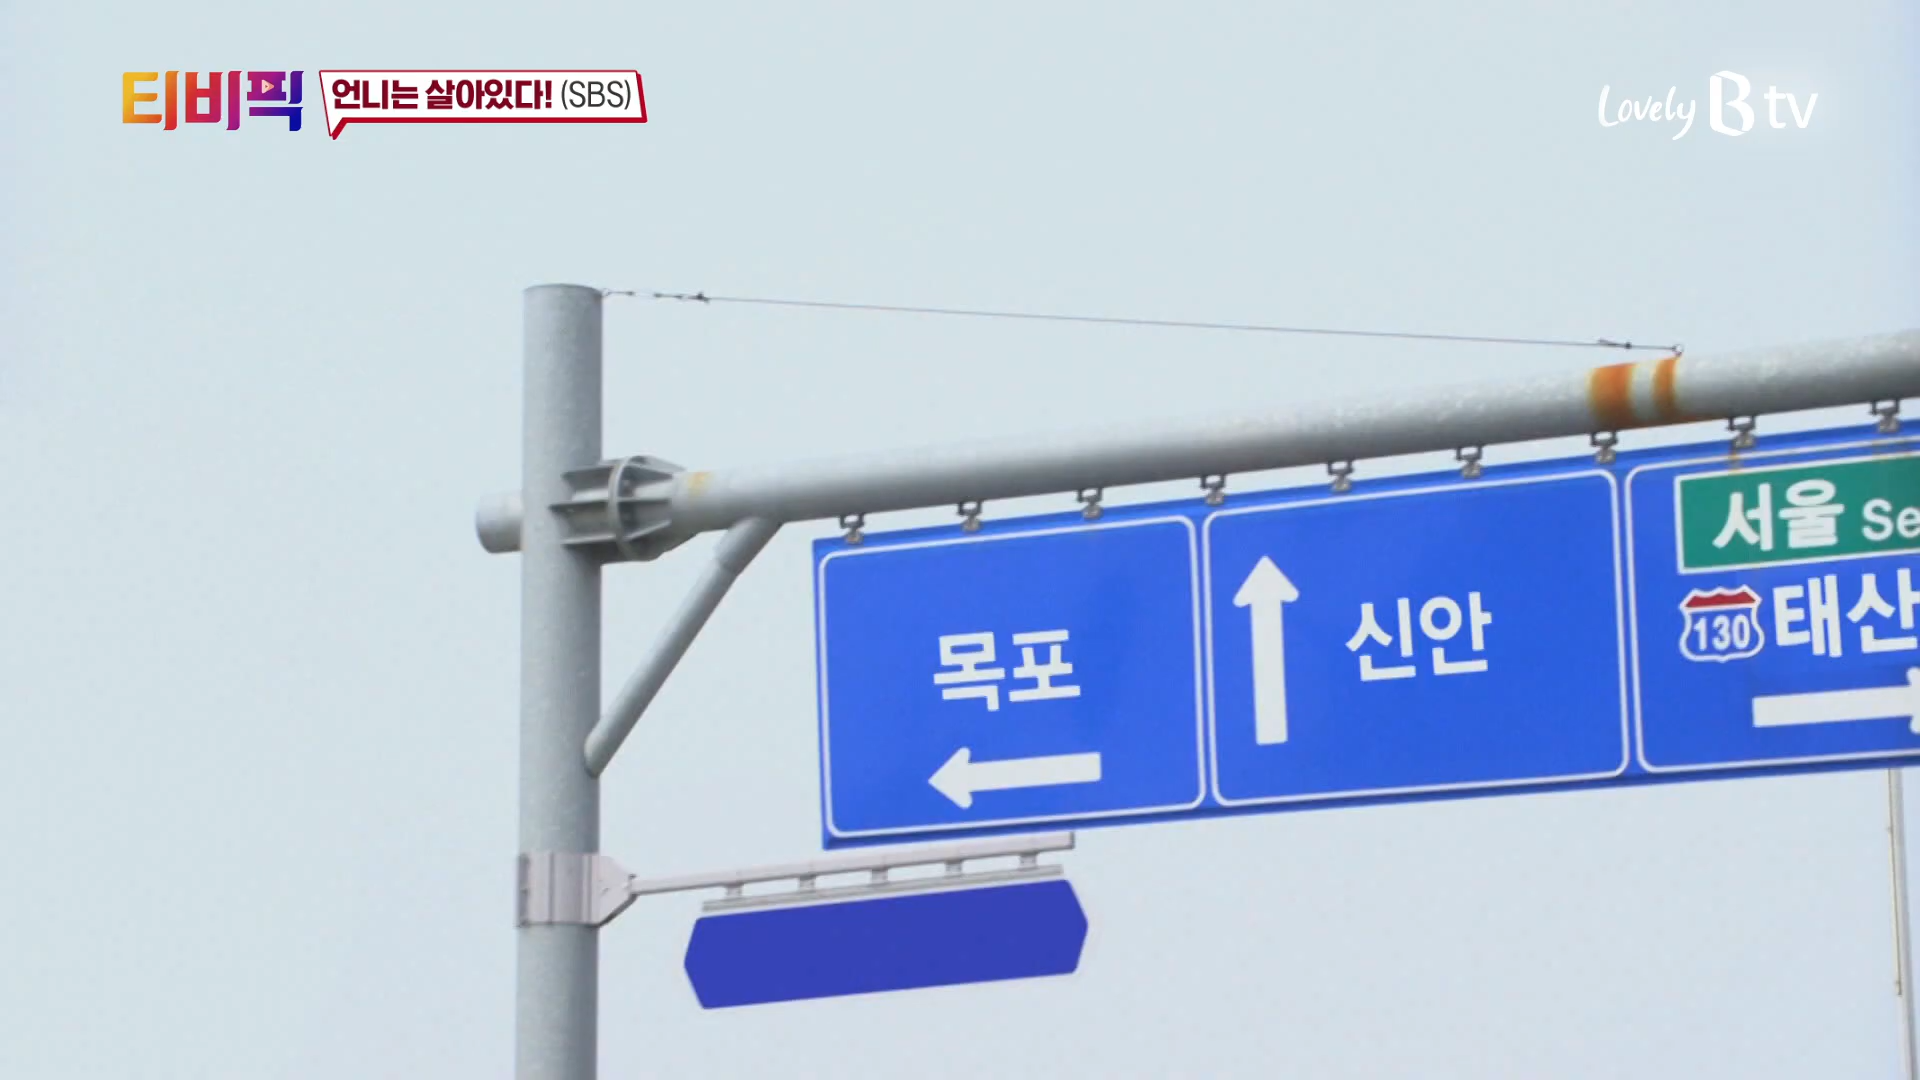 티비픽 언니는 살아있다! (SBS)
Lovely B tv
목포
신안
서울 Se
130 태산